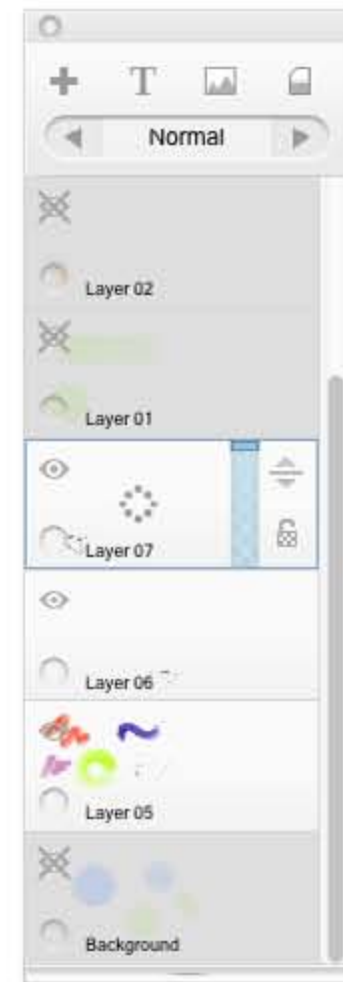 T
Normal
Layer 02
Layer 01
Layer 07
Layer 06
Layer 05
Background